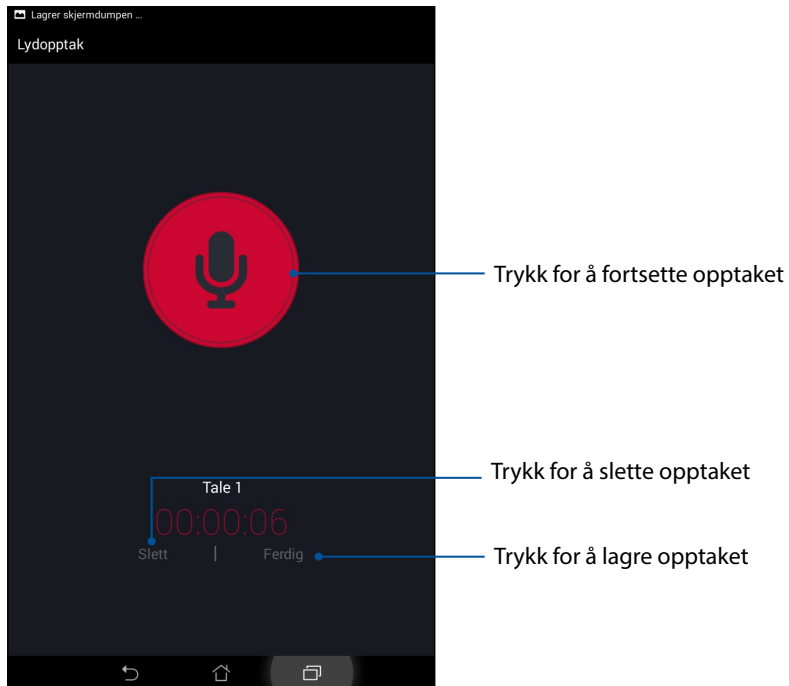 Lagrer skjermdumpen ...
Lydopptak
Trykk for å fortsette opptaket
Trykk for å slette opptaket
Tale 1
00:00:06
Slett | Ferdig
Trykk for å lagre opptaket